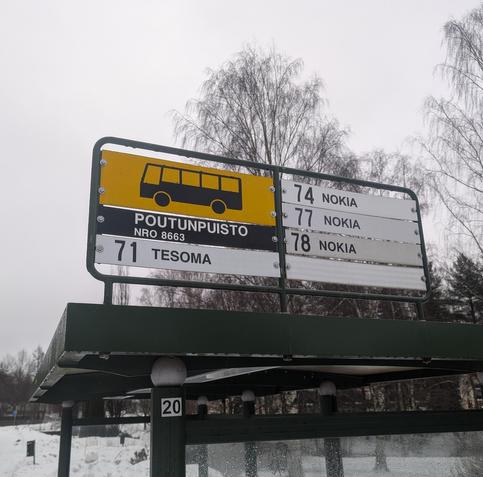 POUTUNPUISTO
NRO 8663
71 TESOMA
74 NOKIA
77 NOKIA
78 NOKIA
20